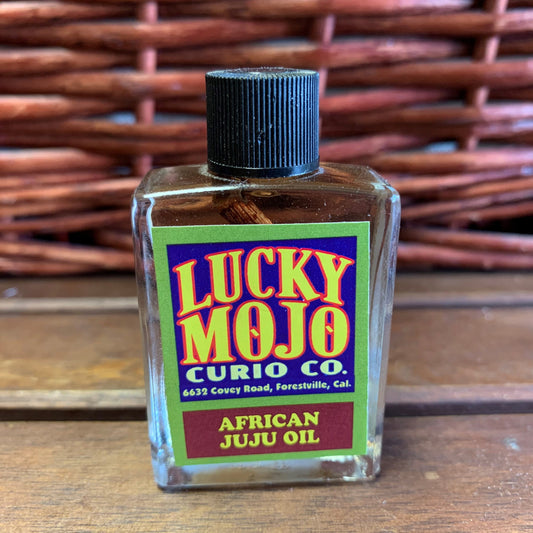 LUCKY
MOJO
CURIO CO.
6632 Covey Road, Forestville, Cal.
AFRICAN
JUJU OIL